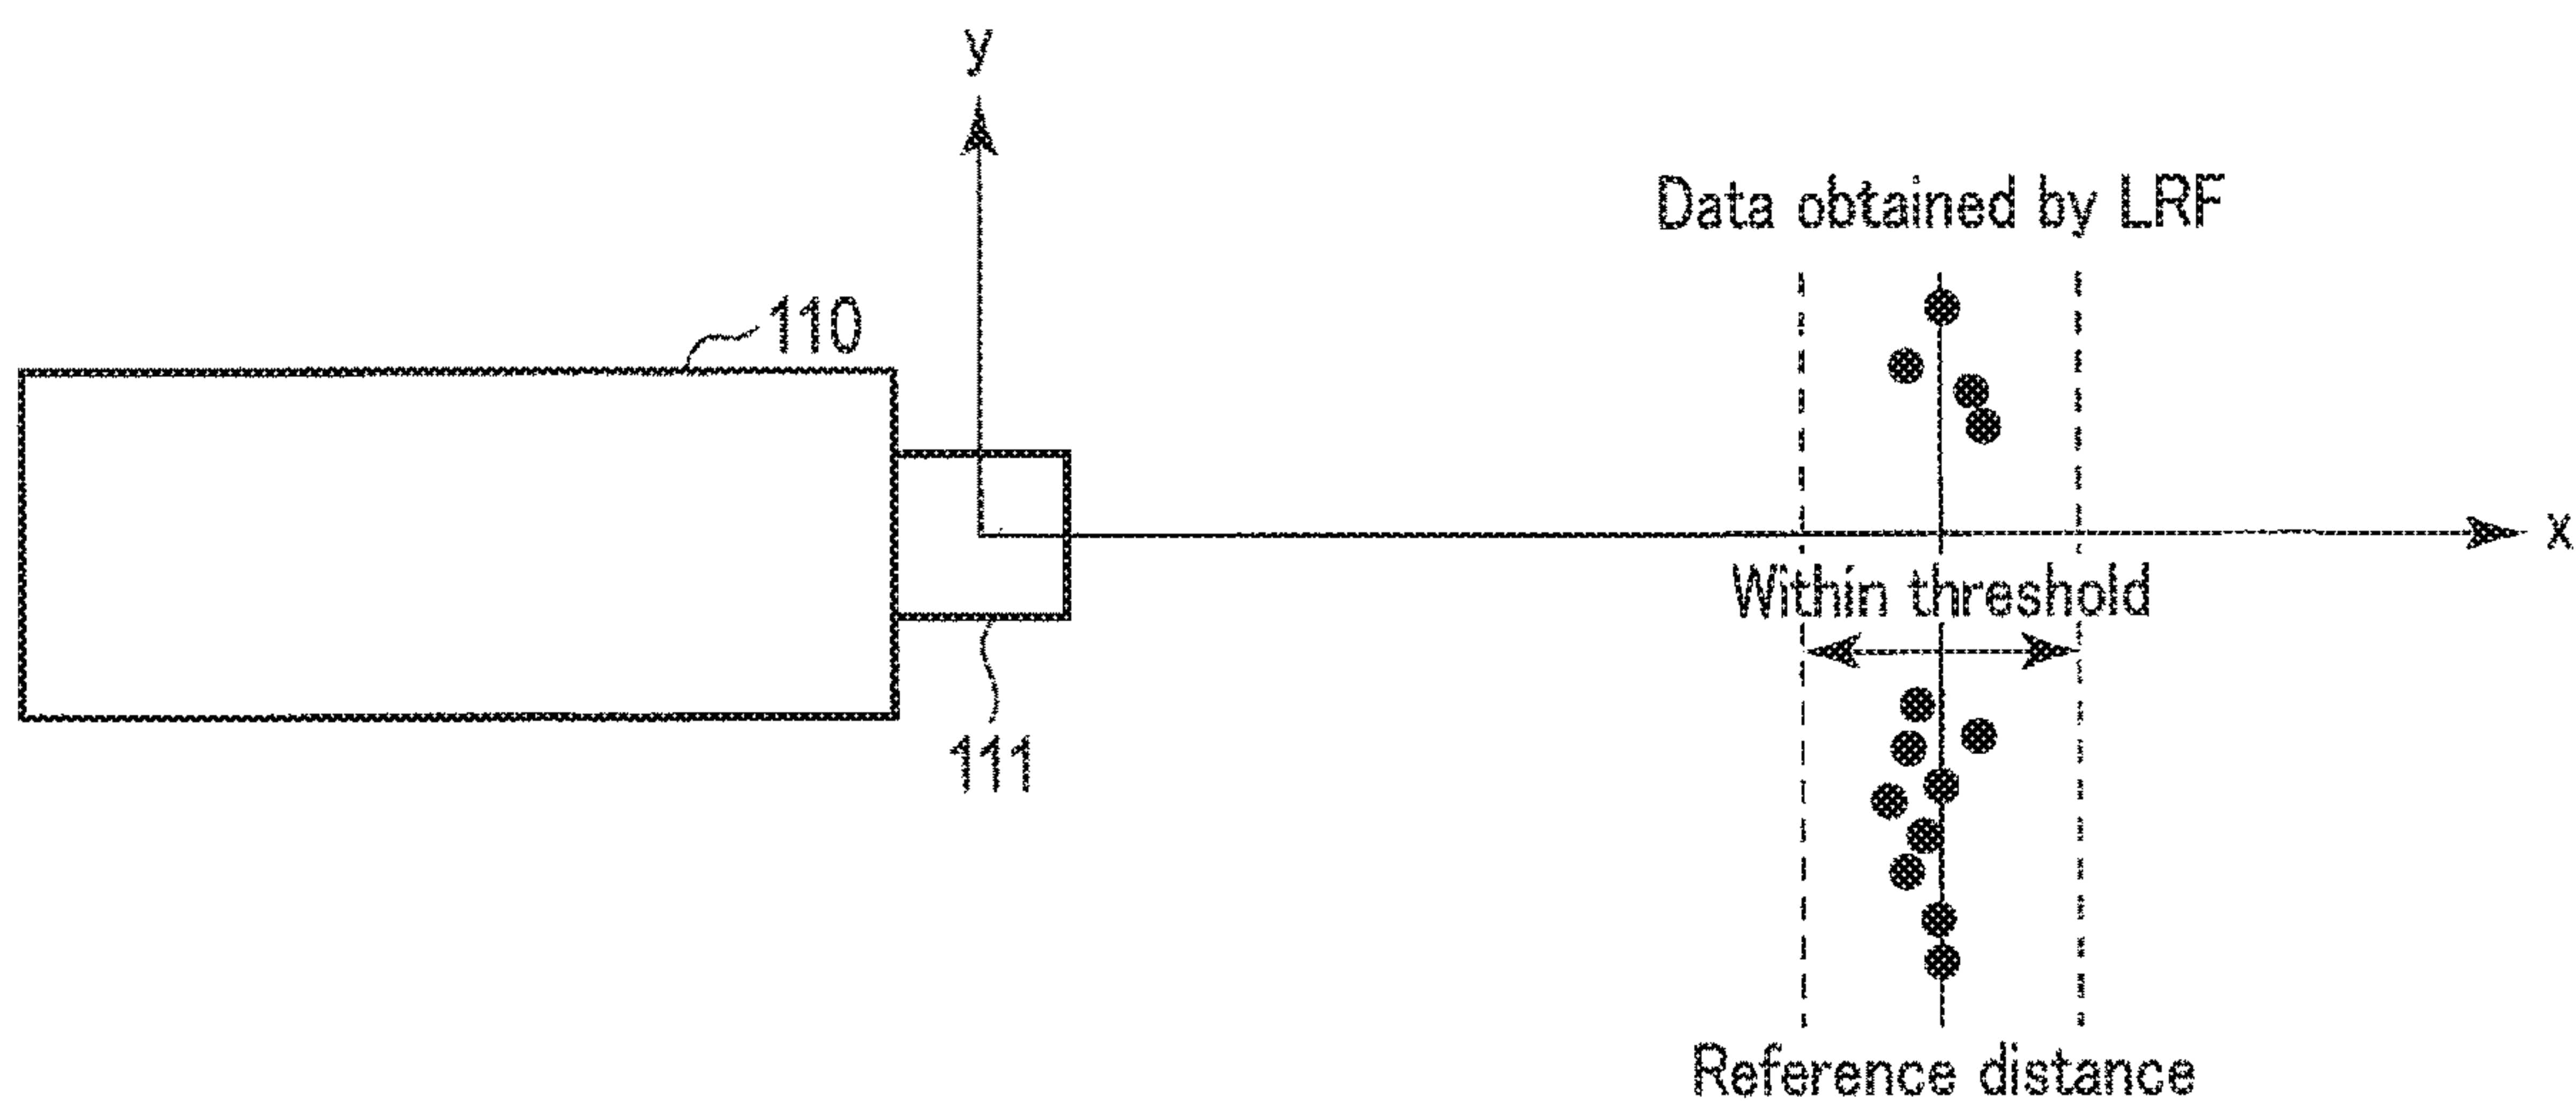 y
Data obtained by LRF
110
x
Within threshold
111
Reference distance